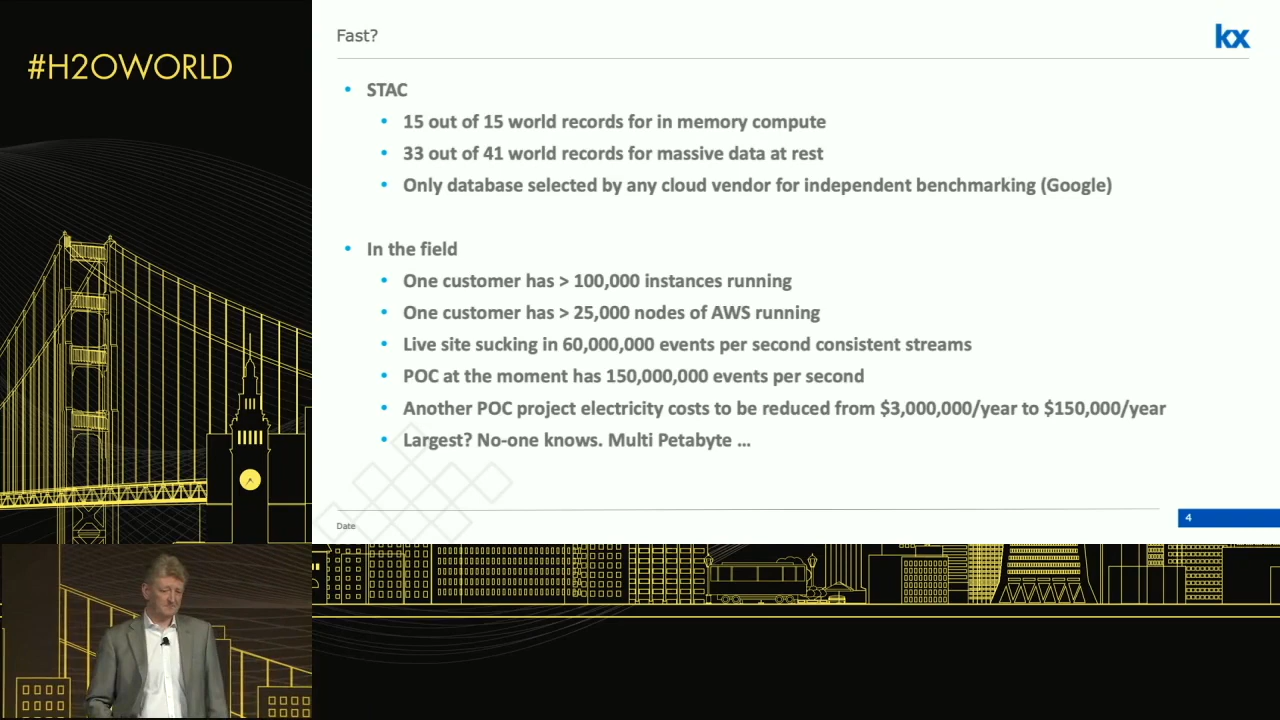 #H2OWORLD
Fast?
kx
• STAC
• 15 out of 15 world records for in memory compute
• 33 out of 41 world records for massive data at rest
• Only database selected by any cloud vendor for independent benchmarking (Google)
• In the field
• One customer has > 100,000 instances running
• One customer has > 25,000 nodes of AWS running
• Live site sucking in 60,000,000 events per second consistent streams
• POC at the moment has 150,000,000 events per second
• Another POC project electricity costs to be reduced from $3,000,000/year to $150,000/year
• Largest? No-one knows. Multi Petabyte ...
Date
4